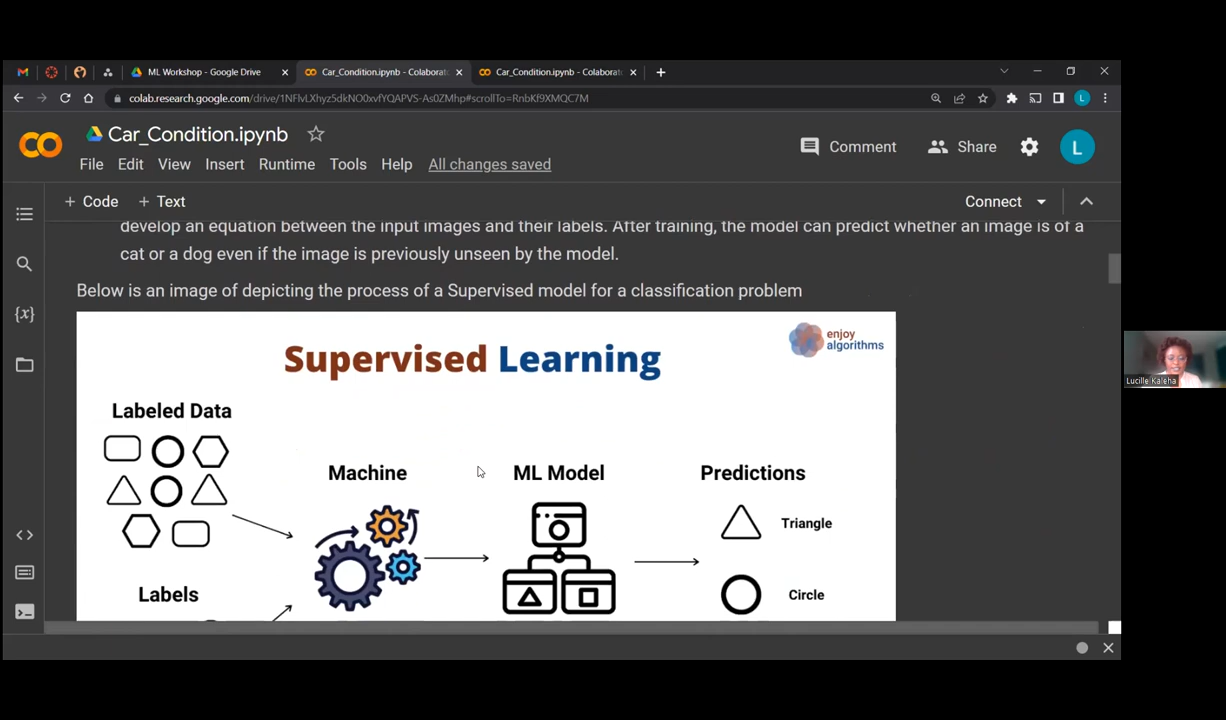 ML Workshop - Google Drive
Car_Condition.ipynb - Colaborat
Car_Condition.ipynb - Colaborat
colab.research.google.com/drive/1NFlvLXhyz5dkNO0xvfYQAPVS-As0ZMhp#scrollTo=RnbKf9XMQC7M
L
CO
Car_Condition.ipynb
File Edit View Insert Runtime Tools Help All changes saved
Comment Share L
+ Code + Text Connect
develop an equation between the input images and their labels. After training, the model can predict whether an image is of a
cat or a dog even if the image is previously unseen by the model.
Below is an image of depicting the process of a Supervised model for a classification problem
enjoy
algorithms
Supervised Learning
Labeled Data
Machine
ML Model
Predictions
Triangle
Circle
Labels
{x}
Lucille Kaleha